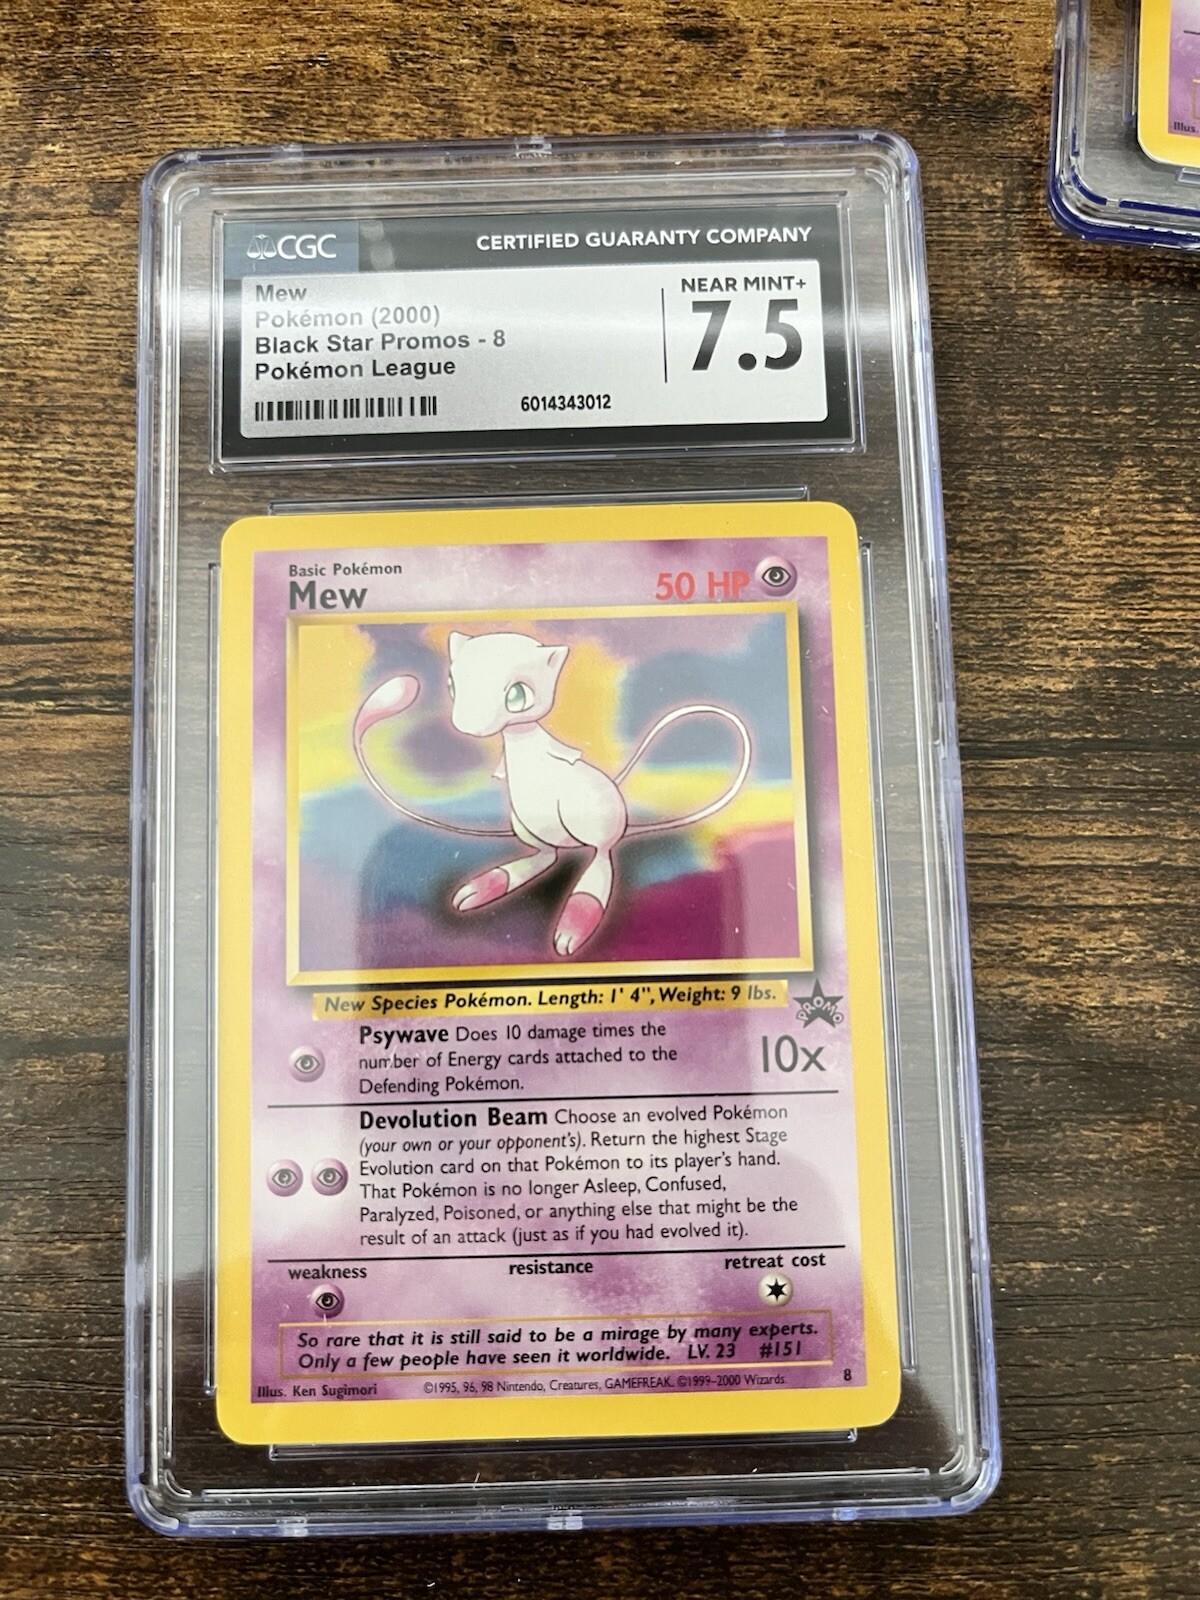 CGC
CERTIFIED GUARANTY COMPANY
Mew
Pokémon (2000)
Black Star Promos - 8
Pokémon League
NEAR MINT+
7.5
6014343012
Basic Pokémon
Mew
50 HP
New Species Pokémon. Length: 1' 4", Weight: 9 lbs.
PROMO
Psywave Does 10 damage times the
number of Energy cards attached to the
Defending Pokémon.
10x
Devolution Beam Choose an evolved Pokémon
(your own or your opponent's). Return the highest Stage
Evolution card on that Pokémon to its player's hand.
That Pokémon is no longer Asleep, Confused,
Paralyzed, Poisoned, or anything else that might be the
result of an attack (just as if you had evolved it).
weakness
resistance
retreat cost
So rare that it is still said to be a mirage by many experts.
Only a few people have seen it worldwide. LV. 23 #151
Illus. Ken Sugimori
©1995, 96, 98 Nintendo, Creatures, GAMEFREAK. ©1999-2000 Wizards.
8
Illus.